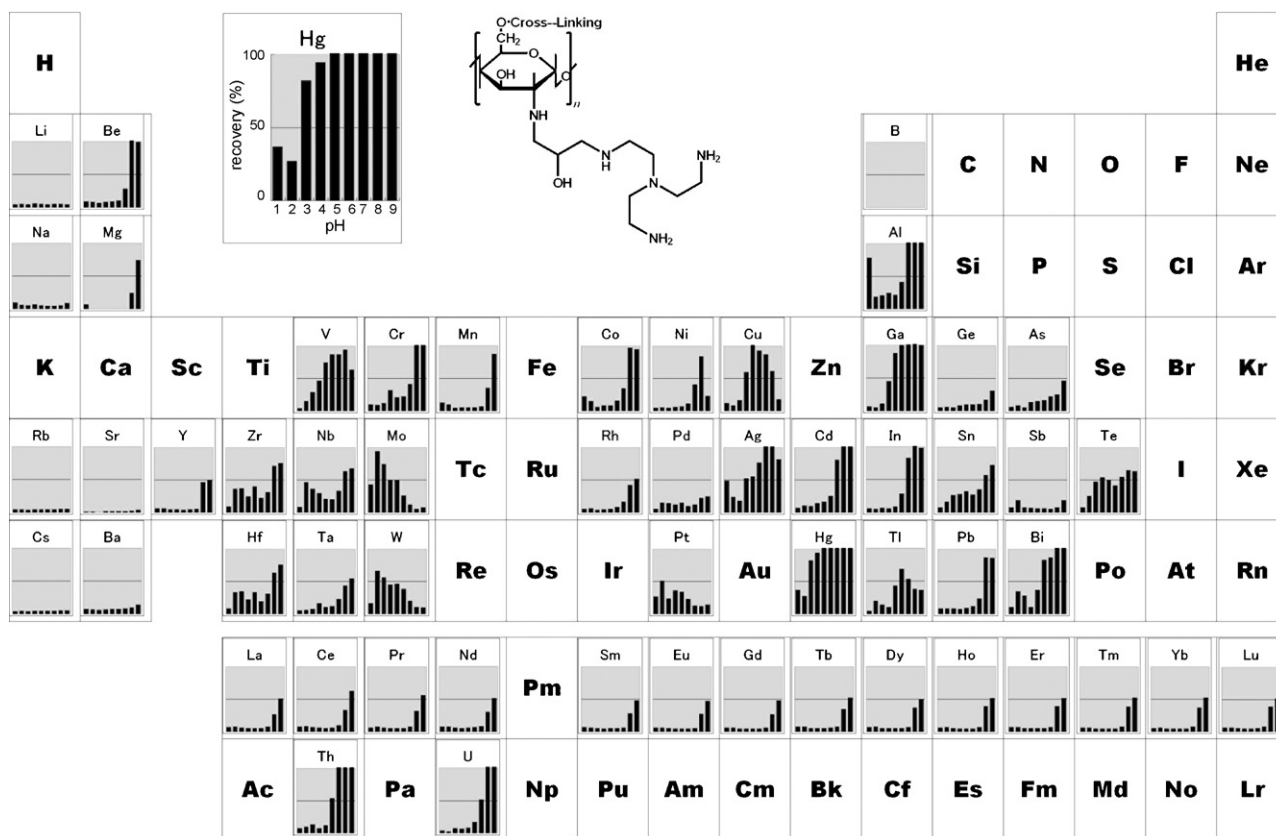 O·Cross--Linking
CH2
O
OH
O
n
NH
OH
N
H
N
NH2
NH2
Hg
recovery (%)
100
50
0
1 2 3 4 5 6 7 8 9
pH
H He
Li Be B C N O F Ne
Na Mg Al Si P S Cl Ar
K Ca Sc Ti V Cr Mn Fe Co Ni Cu Zn Ga Ge As Se Br Kr
Rb Sr Y Zr Nb Mo Tc Ru Rh Pd Ag Cd In Sn Sb Te I Xe
Cs Ba Hf Ta W Re Os Ir Pt Au Hg Tl Pb Bi Po At Rn
La Ce Pr Nd Pm Sm Eu Gd Tb Dy Ho Er Tm Yb Lu
Ac Th Pa U Np Pu Am Cm Bk Cf Es Fm Md No Lr